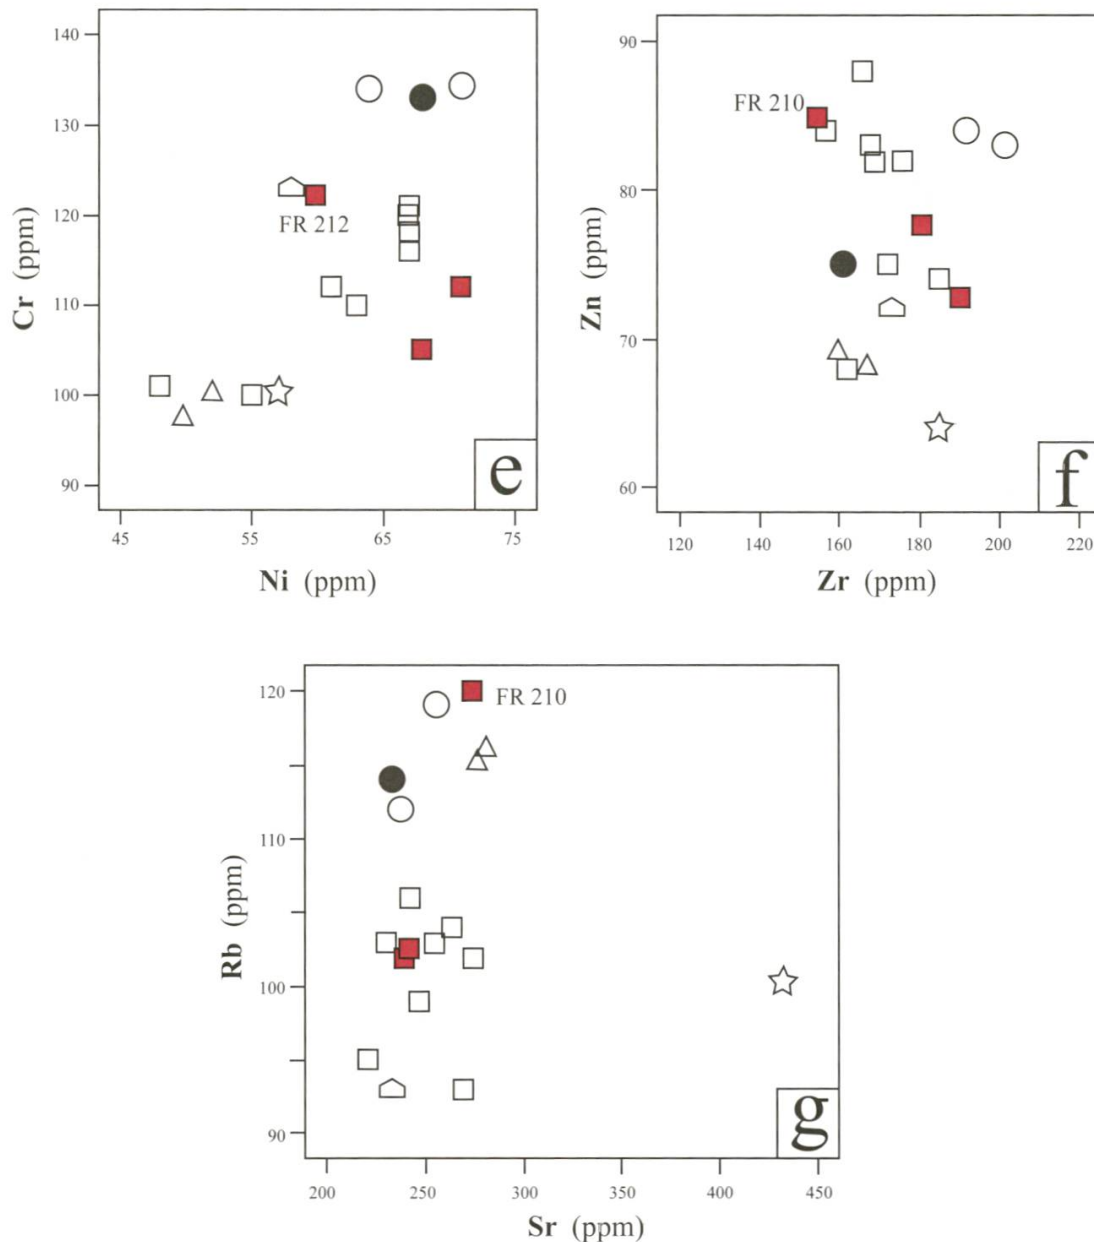 140
130
120
110
100
90
Cr (ppm)
FR 212
e
45 55 65 75
Ni (ppm)
90
80
70
60
Zn (ppm)
FR 210
f
120 140 160 180 200 220
Zr (ppm)
120
110
100
90
Rb (ppm)
FR 210
g
200 250 300 350 400 450
Sr (ppm)